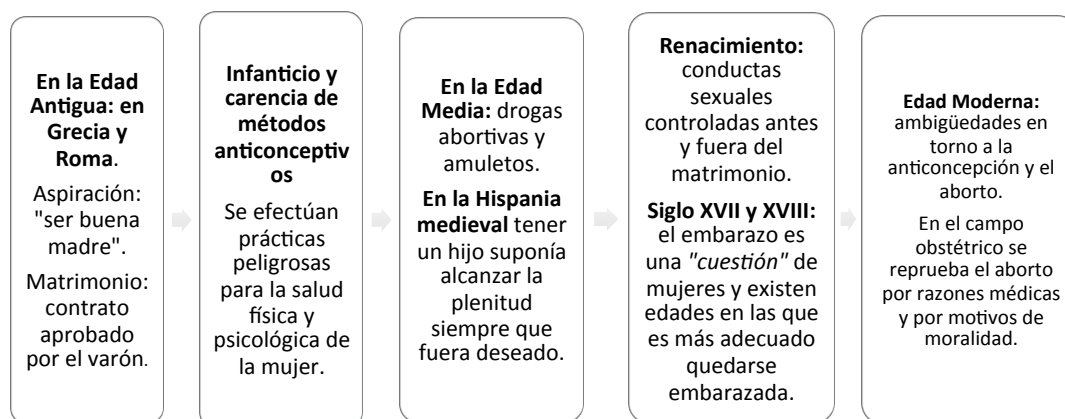 En la Edad
Antigua: en
Grecia y
Roma.
Aspiración:
"ser buena
madre".
Matrimonio:
contrato
aprobado
por el varón.
Infanticio y
carencia de
métodos
anticonceptiv
os
Se efectúan
prácticas
peligrosas
para la salud
física y
psicológica de
la mujer.
En la Edad
Media: drogas
abortivas y
amuletos.
En la Hispania
medieval tener
un hijo suponía
alcanzar la
plenitud
siempre que
fuera deseado.
Renacimiento:
conductas
sexuales
controladas antes
y fuera del
matrimonio.
Siglo XVII y XVIII:
el embarazo es
una "cuestión" de
mujeres y existen
edades en las que
es más adecuado
quedarse
embarazada.
Edad Moderna:
ambigüedades en
torno a la
anticoncepción y el
aborto.
En el campo
obstétrico se
reprueba el aborto
por razones médicas
y por motivos de
moralidad.